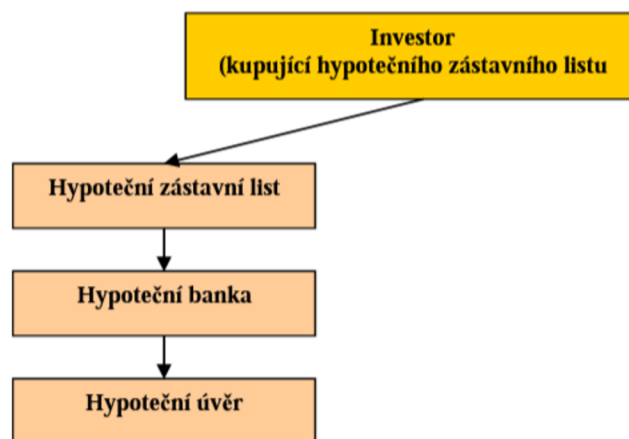 Investor
(kupující hypotečního zástavního listu
Hypoteční zástavní list
Hypoteční banka
Hypoteční úvěr